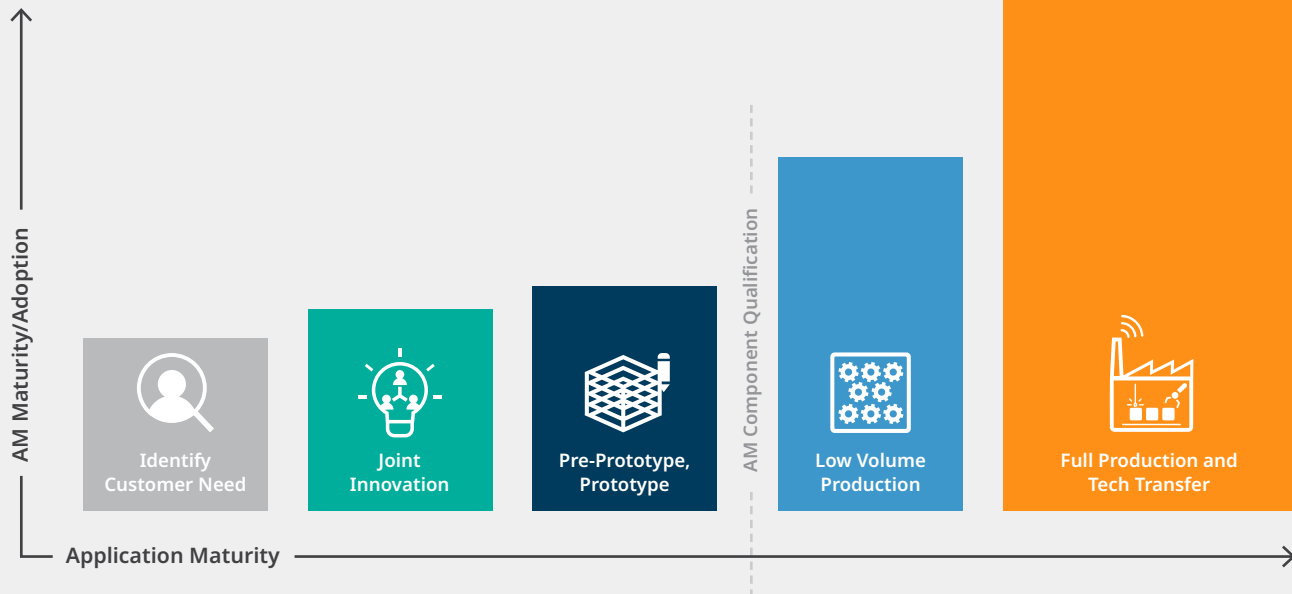 AM Maturity/Adoption
Identify
Customer Need
Joint
Innovation
Pre-Prototype,
Prototype
AM Component Qualification
Low Volume
Production
Full Production and
Tech Transfer
Application Maturity